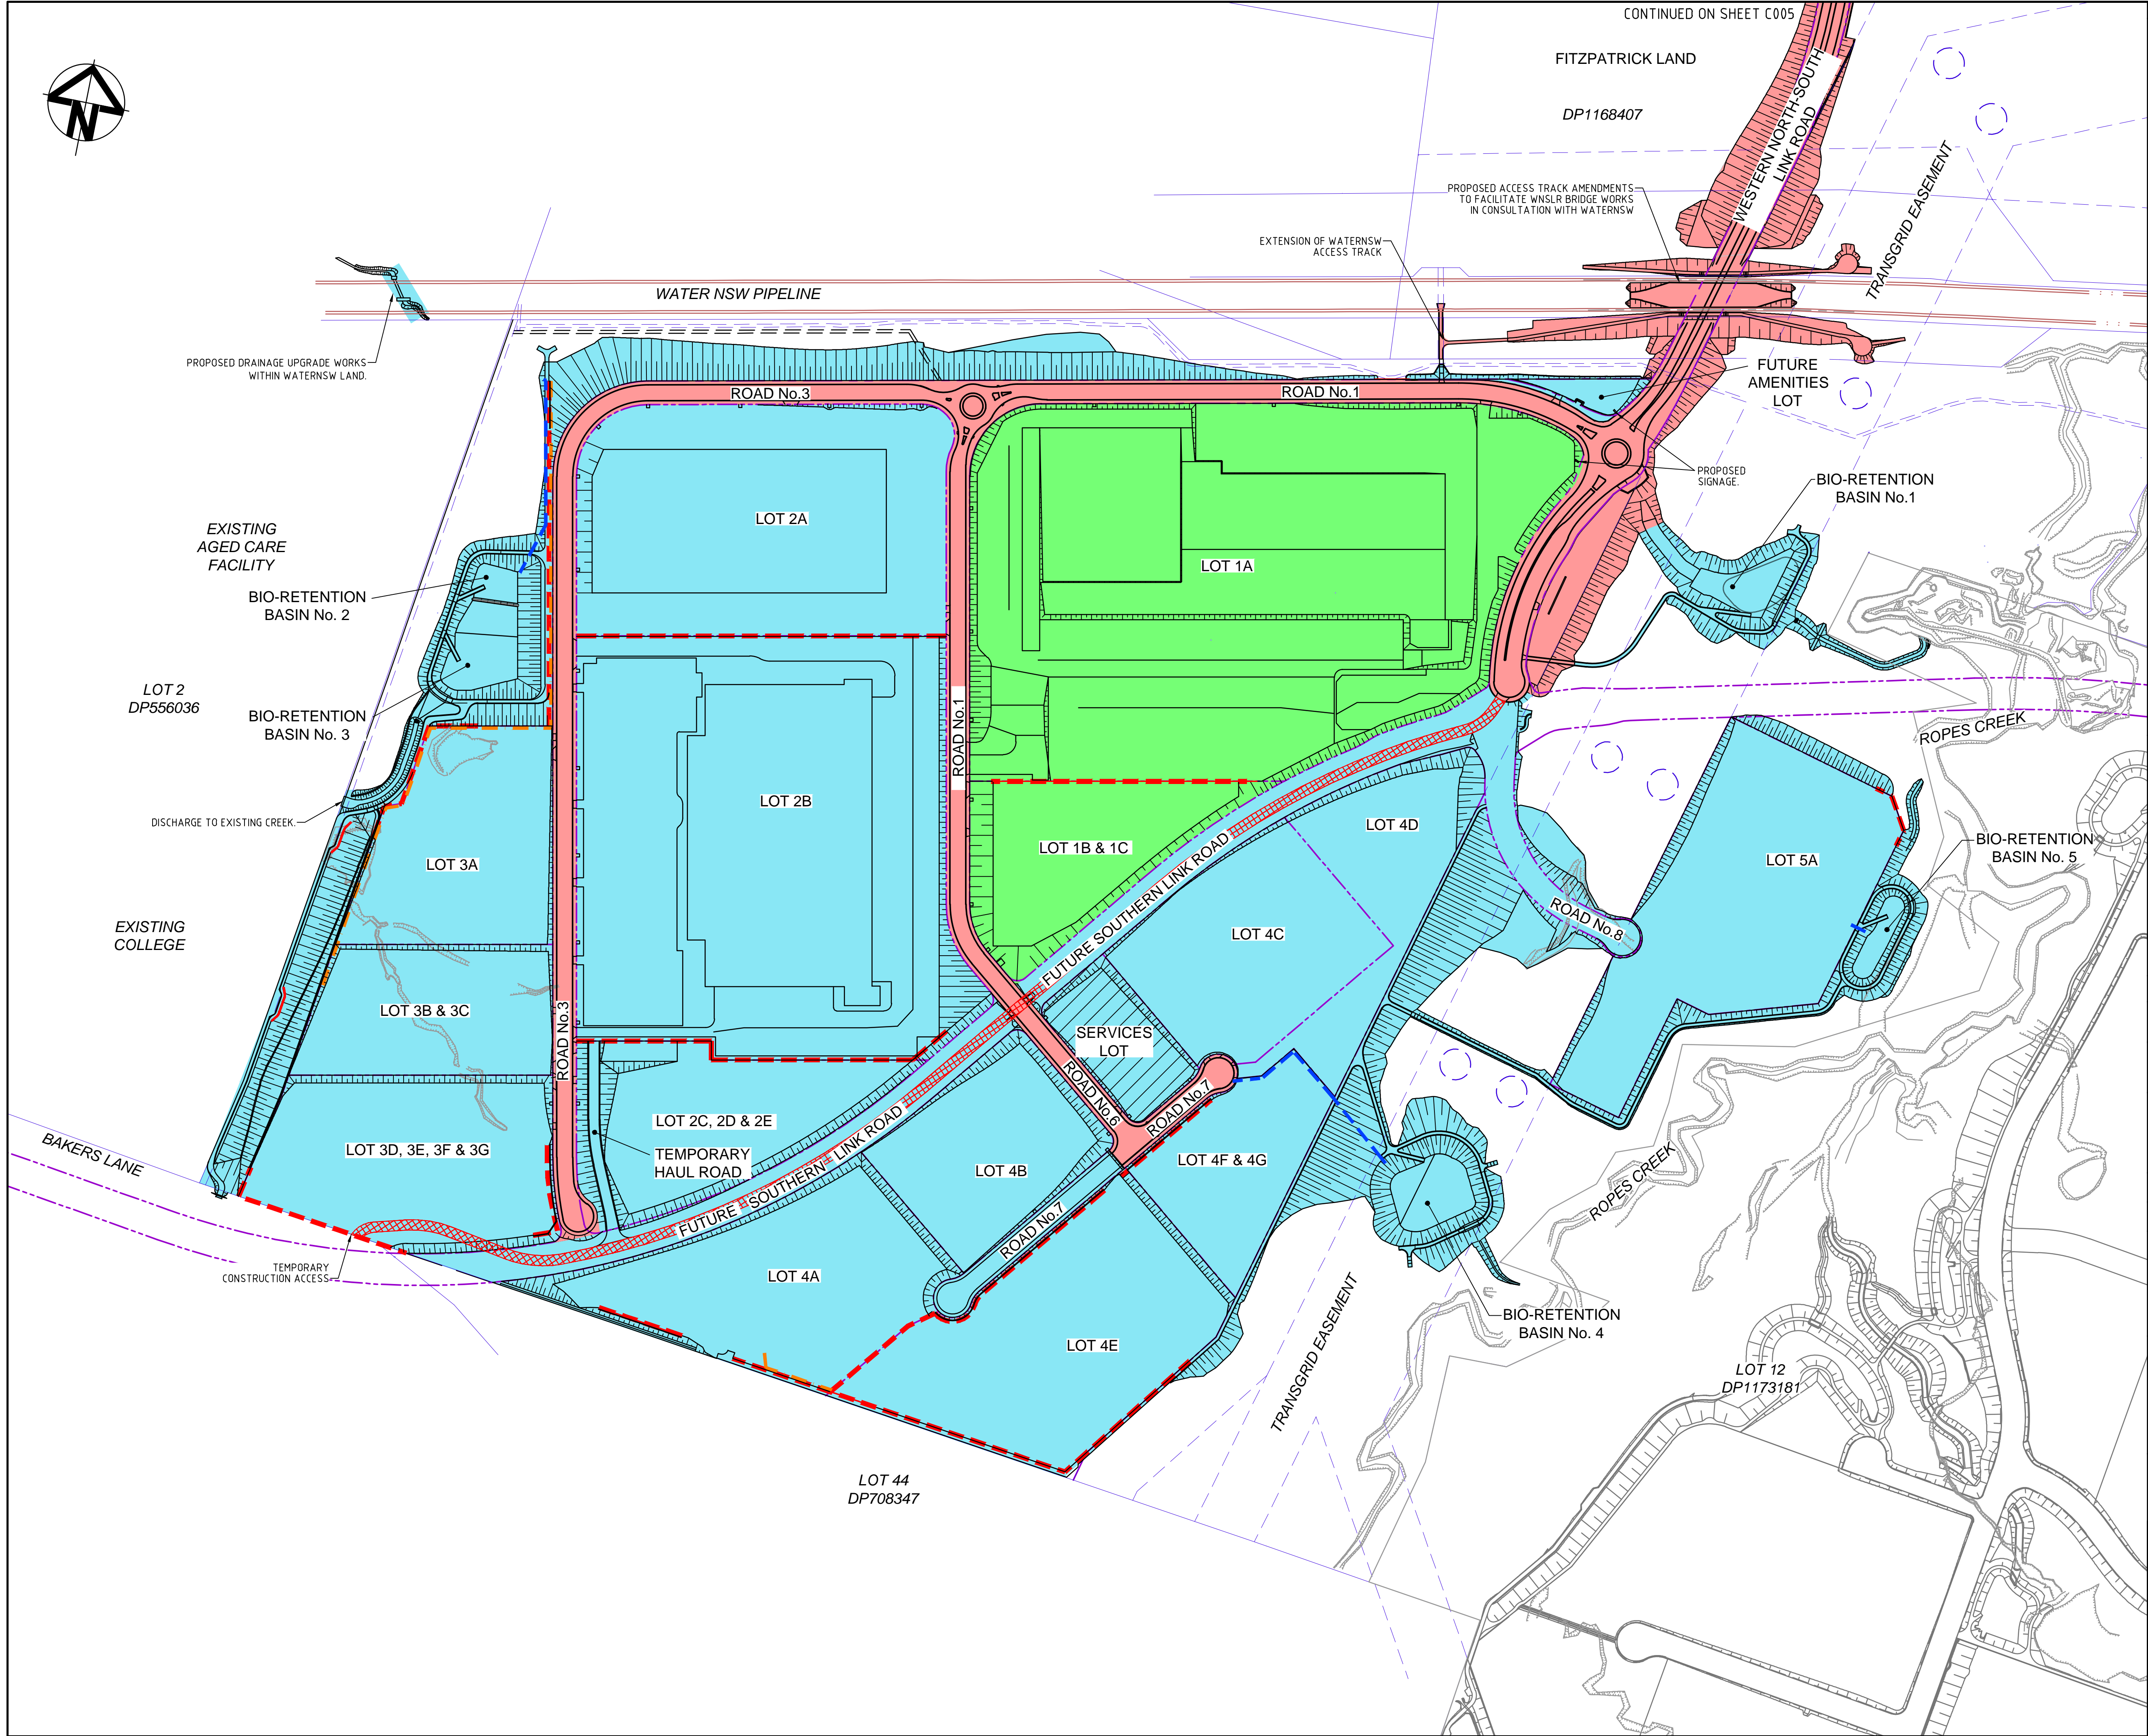 CONTINUED ON SHEET C005
FITZPATRICK LAND
DP1168407
N
WESTERN NORTH-SOUTH
LINK ROAD
TRANSGRID EASEMENT
PROPOSED ACCESS TRACK AMENDMENTS
TO FACILITATE WNSLR BRIDGE WORKS
IN CONSULTATION WITH WATERNSW
EXTENSION OF WATERNSW
ACCESS TRACK
WATER NSW PIPELINE
PROPOSED DRAINAGE UPGRADE WORKS
WITHIN WATERNSW LAND.
FUTURE
AMENITIES
LOT
ROAD No.3
ROAD No.1
PROPOSED
SIGNAGE.
BIO-RETENTION
BASIN No.1
LOT 2A
EXISTING
AGED CARE
FACILITY
LOT 1A
BIO-RETENTION
BASIN No. 2
LOT 2
DP556036
BIO-RETENTION
BASIN No. 3
ROAD No.1
ROPES CREEK
LOT 2B
DISCHARGE TO EXISTING CREEK.
LOT 4D
LOT 1B & 1C
BIO-RETENTION
BASIN No. 5
LOT 5A
LOT 3A
FUTURE SOUTHERN LINK ROAD
ROAD No.8
EXISTING
COLLEGE
LOT 4C
LOT 3B & 3C
ROAD No.3
SERVICES
LOT
ROAD No.6
ROAD No.7
LOT 2C, 2D & 2E
BAKERS LANE
LOT 3D, 3E, 3F & 3G
TEMPORARY
HAUL ROAD
LOT 4B
LOT 4F & 4G
ROPES CREEK
FUTURE SOUTHERN LINK ROAD
ROAD No.7
TEMPORARY
CONSTRUCTION ACCESS
LOT 4A
BIO-RETENTION
BASIN No. 4
LOT 4E
TRANSGRID EASEMENT
LOT 12
DP1173181
LOT 44
DP708347